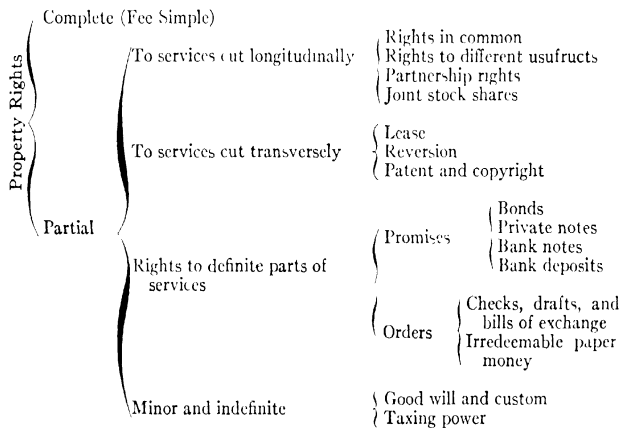 Property Rights
Complete (Fee Simple)
Partial
To services cut longitudinally
Rights in common
Rights to different usufructs
Partnership rights
Joint stock shares
To services cut transversely
Lease
Reversion
Patent and copyright
Rights to definite parts of
services
Promises
Bonds
Private notes
Bank notes
Bank deposits
Orders
Checks, drafts, and
bills of exchange
Irredeemable paper
money
Minor and indefinite
Good will and custom
Taxing power